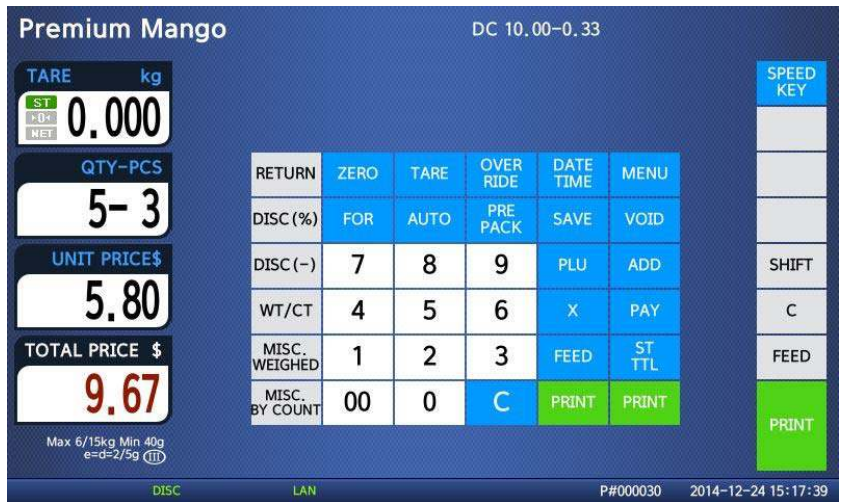 Premium Mango
DC 10.00-0.33
TARE kg
ST
▸0◂
NET
0.000
QTY-PCS
5- 3
UNIT PRICE$
5.80
TOTAL PRICE $
9.67
Max 6/15kg Min 40g
e=d=2/5g III
RETURN ZERO TARE OVER RIDE DATE TIME MENU
DISC(%) FOR AUTO PRE PACK SAVE VOID
DISC(-) 7 8 9 PLU ADD
WT/CT 4 5 6 X PAY
MISC. WEIGHED 1 2 3 FEED ST TTL
MISC. BY COUNT 00 0 C PRINT PRINT
SPEED
KEY
SHIFT
C
FEED
PRINT
DISC LAN P#000030 2014-12-24 15:17:39